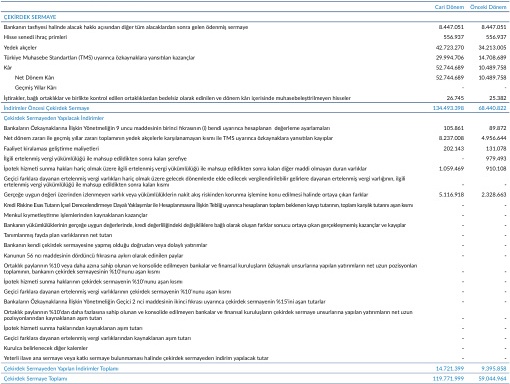 Cari Dönem Önceki Dönem
ÇEKİRDEK SERMAYE
Bankanın tasfiyesi halinde alacak hakkı açısından diğer tüm alacaklardan sonra gelen ödenmiş sermaye 8.447.051 8.447.051
Hisse senedi ihraç primleri 556.937 556.937
Yedek akçeler 42.723.270 34.213.005
Türkiye Muhasebe Standartları (TMS) uyarınca özkaynaklara yansıtılan kazançlar 29.994.706 14.708.689
Kâr 52.744.689 10.489.758
Net Dönem Kârı 52.744.689 10.489.758
Geçmiş Yıllar Kârı - -
İştirakler, bağlı ortaklıklar ve birlikte kontrol edilen ortaklıklardan bedelsiz olarak edinilen ve dönem kârı içerisinde muhasebeleştirilmeyen hisseler 26.745 25.382
İndirimler Öncesi Çekirdek Sermaye 134.493.398 68.440.822
Çekirdek Sermayeden Yapılacak İndirimler
Bankaların Özkaynaklarına İlişkin Yönetmeliğin 9 uncu maddesinin birinci fıkrasının (i) bendi uyarınca hesaplanan değerleme ayarlamaları 105.861 89.872
Net dönem zararı ile geçmiş yıllar zararı toplamının yedek akçelerle karşılanamayan kısmı ile TMS uyarınca özkaynaklara yansıtılan kayıplar 8.237.008 4.956.644
Faaliyet kiralaması geliştirme maliyetleri 202.143 131.078
İlgili ertelenmiş vergi yükümlülüğü ile mahsup edildikten sonra kalan şerefiye - 979.493
İpotek hizmeti sunma hakları hariç olmak üzere ilgili ertelenmiş vergi yükümlülüğü ile mahsup edildikten sonra kalan diğer maddi olmayan duran varlıklar 1.059.469 910.108
Geçici farklara dayanan ertelenmiş vergi varlıkları hariç olmak üzere gelecek dönemlerde elde edilecek vergilendirilebilir gelirlere dayanan ertelenmiş vergi varlığının, ilgili
ertelenmiş vergi yükümlülüğü ile mahsup edildikten sonra kalan kısmı - -
Gerçeğe uygun değeri üzerinden izlenmeyen varlık veya yükümlülüklerin nakit akış riskinden korunma işlemine konu edilmesi halinde ortaya çıkan farklar 5.116.918 2.328.663
Kredi Riskine Esas Tutarın İçsel Derecelendirmeye Dayalı Yaklaşımlar ile Hesaplanmasına İlişkin Tebliğ uyarınca hesaplanan toplam beklenen kayıp tutarının, toplam karşılık tutarını aşan kısmı - -
Menkul kıymetleştirme işlemlerinden kaynaklanan kazançlar - -
Bankanın yükümlülüklerinin gerçeğe uygun değerlerinde, kredi değerliliğindeki değişikliklere bağlı olarak oluşan farklar sonucu ortaya çıkan gerçekleşmemiş kazançlar ve kayıplar - -
Tanımlanmış fayda plan varlıklarının net tutarı - -
Bankanın kendi çekirdek sermayesine yapmış olduğu doğrudan veya dolaylı yatırımlar - -
Kanunun 56 ncı maddesinin dördüncü fıkrasına aykırı olarak edinilen paylar - -
Ortaklık paylarının %10'u veya daha azına sahip olunan ve konsolide edilmeyen bankalar ve finansal kuruluşların özkaynak unsurlarına yapılan yatırımların net uzun pozisyonları
toplamının, bankanın çekirdek sermayesinin %10'nunu aşan kısmı - -
İpotek hizmeti sunma haklarının çekirdek sermayenin %10'nunu aşan kısmı - -
Geçici farklara dayanan ertelenmiş vergi varlıklarının çekirdek sermayenin %10'nunu aşan kısmı - -
Bankaların Özkaynaklarına İlişkin Yönetmeliğin Geçici 2 nci maddesinin ikinci fıkrası uyarınca çekirdek sermayenin %15'ini aşan tutarlar - -
Ortaklık paylarının %10'dan daha fazlasına sahip olunan ve konsolide edilmeyen bankalar ve finansal kuruluşların çekirdek sermaye unsurlarına yapılan yatırımların net uzun
pozisyonlarından kaynaklanan aşım tutarı - -
İpotek hizmeti sunma haklarından kaynaklanan aşım tutarı - -
Geçici farklara dayanan ertelenmiş vergi varlıklarından kaynaklanan aşım tutarı - -
Kurulca belirlenecek diğer kalemler - -
Yeterli ilave ana sermaye veya katkı sermaye bulunmaması halinde çekirdek sermayeden indirim yapılacak tutar - -
Çekirdek Sermayeden Yapılan İndirimler Toplamı 14.721.399 9.395.858
Çekirdek Sermaye Toplamı 119.771.999 59.044.964